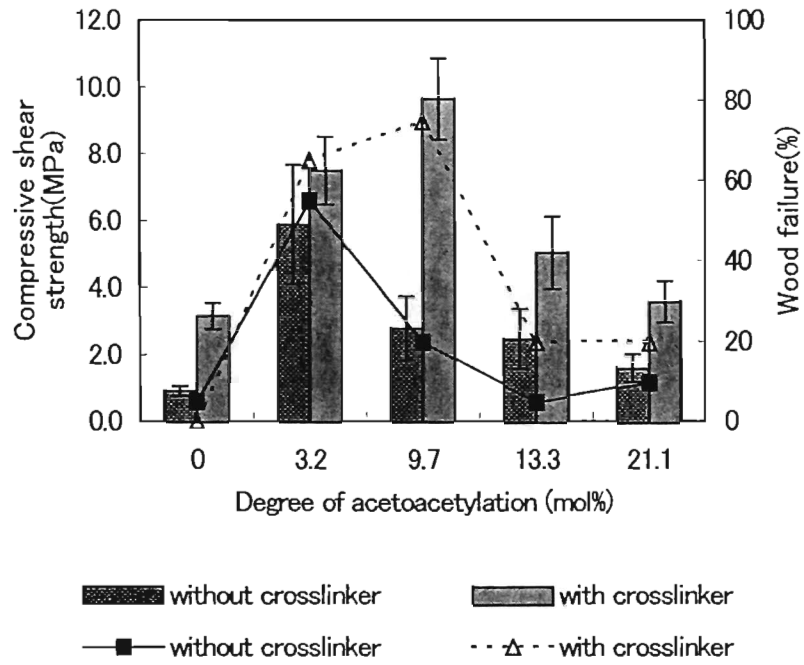 12.0
10.0
8.0
6.0
4.0
2.0
0.0
Compressive shear
strength(MPa)
100
80
60
40
20
0
Wood failure(%)
0 3.2 9.7 13.3 21.1
Degree of acetoacetylation (mol%)
without crosslinker with crosslinker
without crosslinker with crosslinker